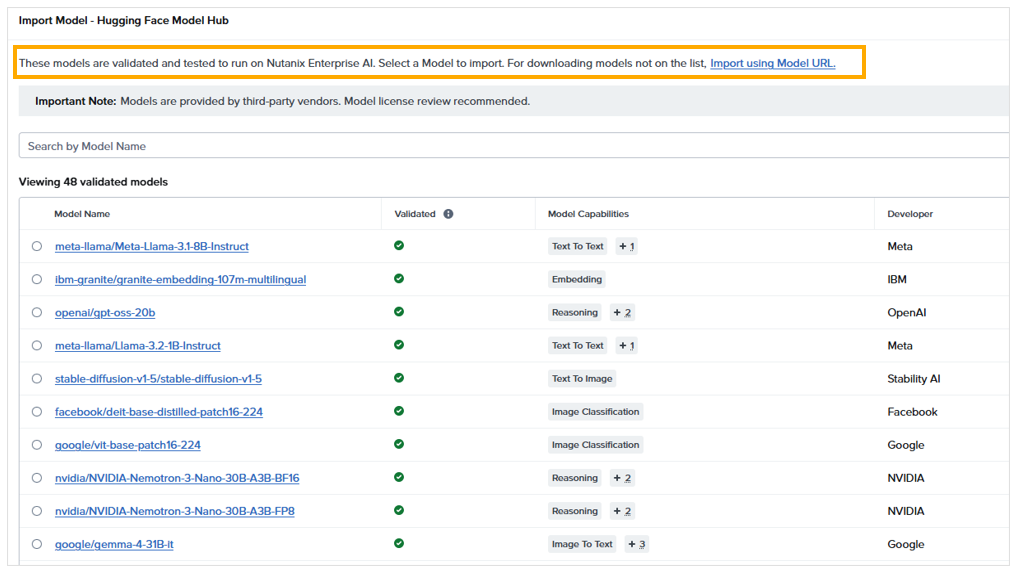 Import Model - Hugging Face Model Hub
These models are validated and tested to run on Nutanix Enterprise AI. Select a Model to import. For downloading models not on the list, Import using Model URL.
Important Note: Models are provided by third-party vendors. Model license review recommended.
Search by Model Name
Viewing 48 validated models
Model Name Validated Model Capabilities Developer
meta-llama/Meta-Llama-3.1-8B-Instruct Text To Text + 1 Meta
ibm-granite/granite-embedding-107m-multilingual Embedding IBM
openai/gpt-oss-20b Reasoning + 2 OpenAI
meta-llama/Llama-3.2-1B-Instruct Text To Text + 1 Meta
stable-diffusion-v1-5/stable-diffusion-v1-5 Text To Image Stability AI
facebook/deit-base-distilled-patch16-224 Image Classification Facebook
google/vit-base-patch16-224 Image Classification Google
nvidia/NVIDIA-Nemotron-3-Nano-30B-A3B-BF16 Reasoning + 2 NVIDIA
nvidia/NVIDIA-Nemotron-3-Nano-30B-A3B-FP8 Reasoning + 2 NVIDIA
google/gemma-4-31B-it Image To Text + 3 Google